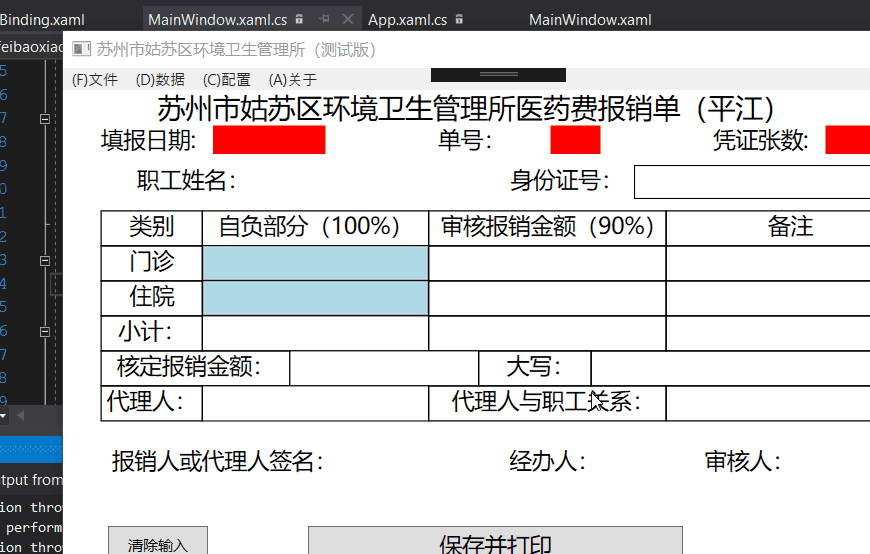 Binding.xaml MainWindow.xaml.cs App.xaml.cs MainWindow.xaml
feibaoxiao
苏州市姑苏区环境卫生管理所（测试版）
(F)文件 (D)数据 (C)配置 (A)关于
苏州市姑苏区环境卫生管理所医药费报销单（平江）
填报日期: 单号: 凭证张数:
职工姓名: 身份证号:
类别 自负部分（100%） 审核报销金额（90%） 备注
门诊
住院
小计:
核定报销金额: 大写:
代理人: 代理人与职工关系:
报销人或代理人签名: 经办人: 审核人:
tput from
ion throw
perform
ion throw
清除输入 保存并打印